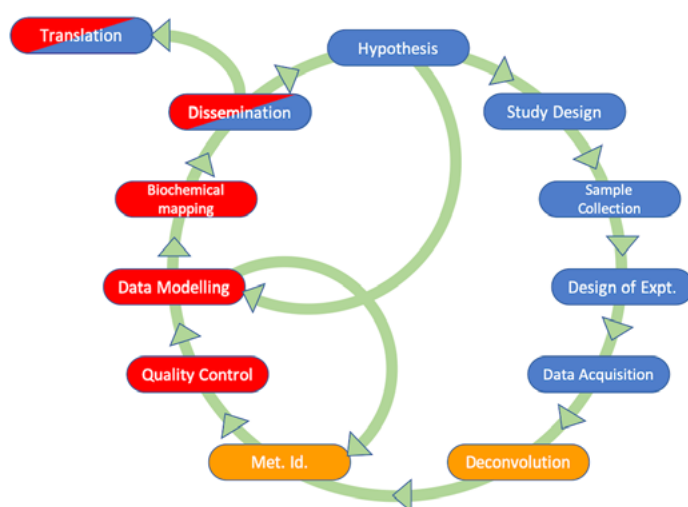 Translation
Hypothesis
Dissemination
Study Design
Biochemical
mapping
Sample
Collection
Data Modelling
Design of Expt.
Quality Control
Data Acquisition
Met. Id.
Deconvolution